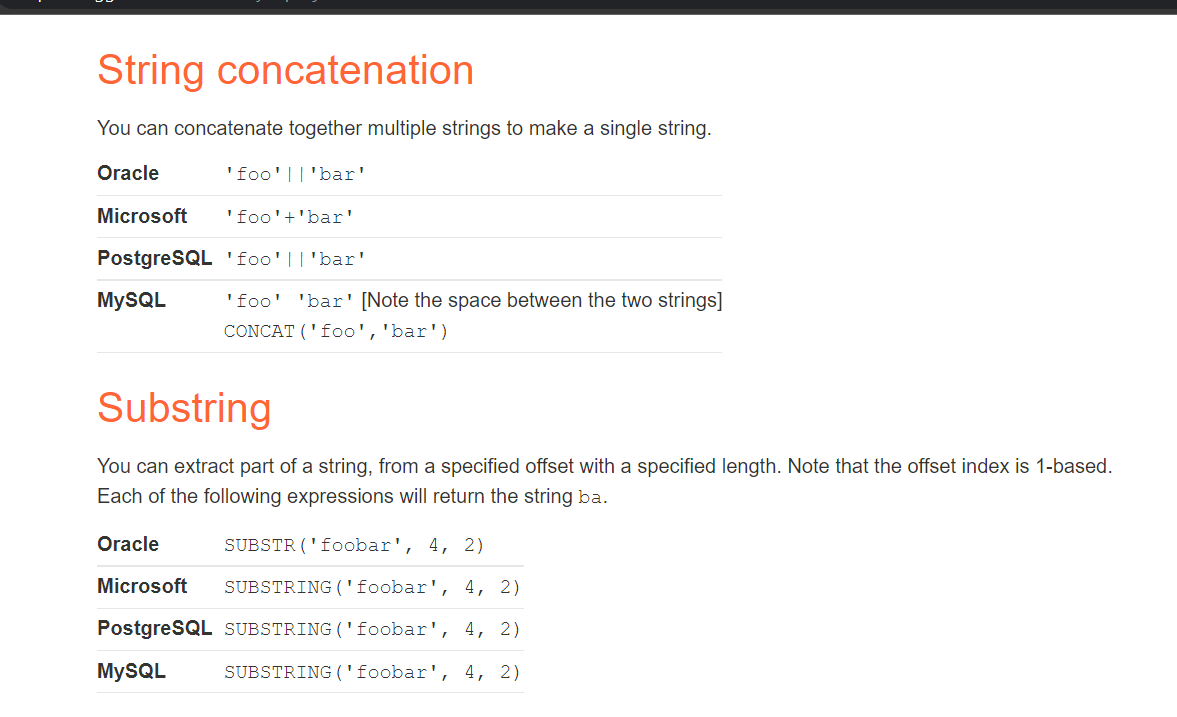 String concatenation
You can concatenate together multiple strings to make a single string.
Oracle 'foo'||'bar'
Microsoft 'foo'+'bar'
PostgreSQL 'foo'||'bar'
MySQL 'foo' 'bar' [Note the space between the two strings]
CONCAT('foo','bar')
Substring
You can extract part of a string, from a specified offset with a specified length. Note that the offset index is 1-based.
Each of the following expressions will return the string ba.
Oracle SUBSTR('foobar', 4, 2)
Microsoft SUBSTRING('foobar', 4, 2)
PostgreSQL SUBSTRING('foobar', 4, 2)
MySQL SUBSTRING('foobar', 4, 2)